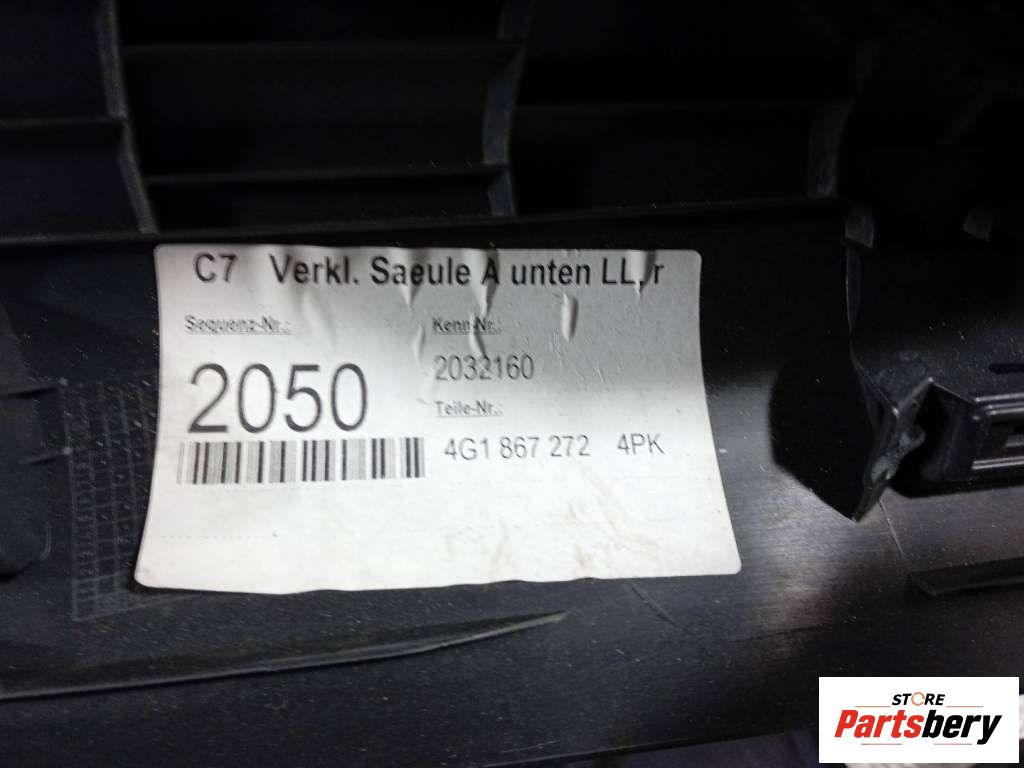 C7 Verkl. Saeule A unten LL, r
Sequenz-Nr.: Kenn-Nr.:
2050 2032160
Teile-Nr.:
4G1 867 272 4PK
STORE
Partsbery